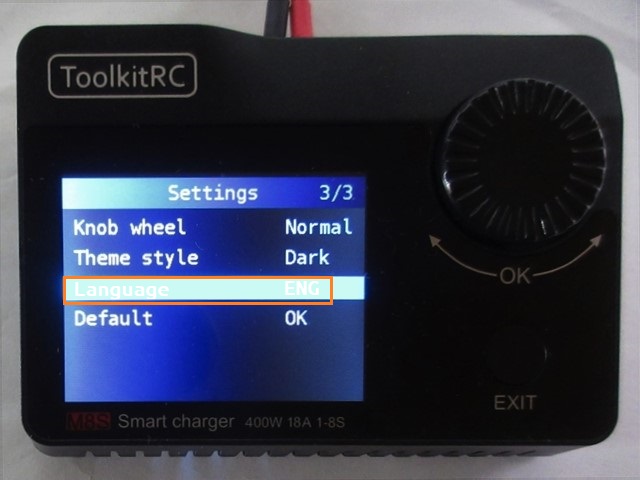 ToolkitRC
Settings 3/3
Knob wheel Normal
Theme style Dark
Language ENG
Default OK
OK
EXIT
M8S Smart charger 400W 18A 1-8S